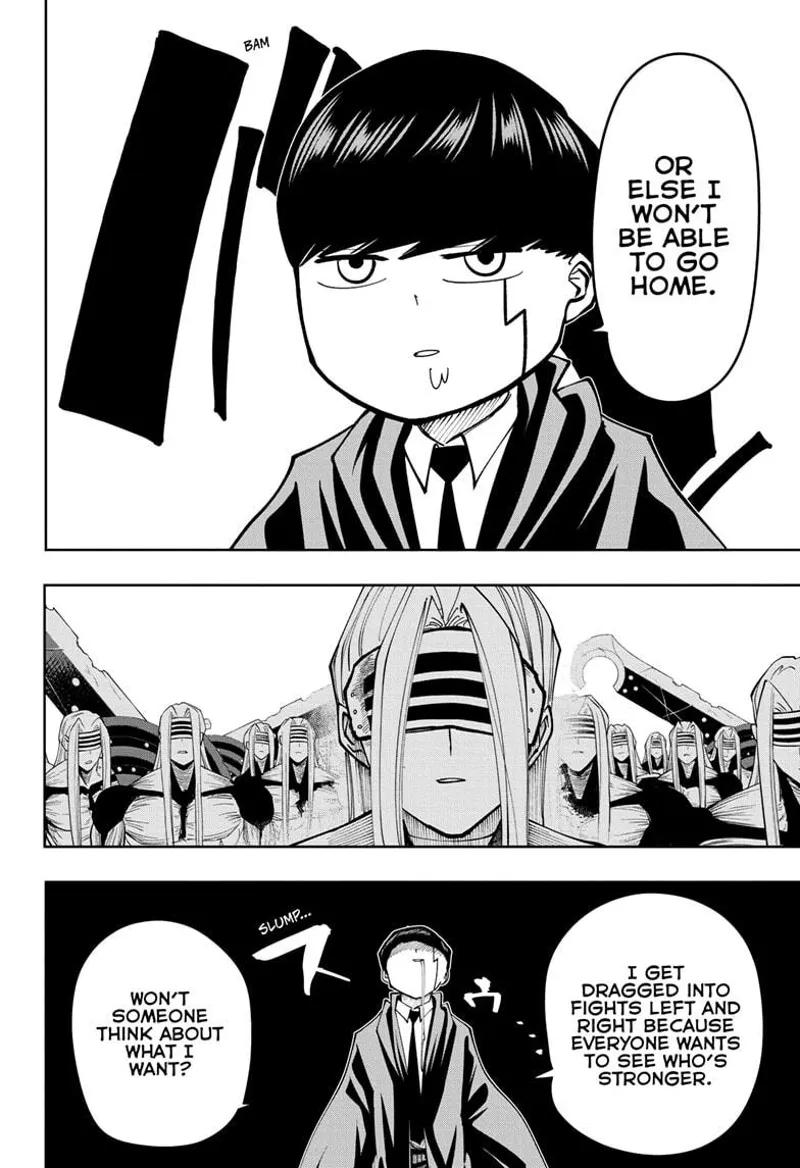 BAM
OR
ELSE I
WON'T
BE ABLE
TO GO
HOME.
I GET
DRAGGED INTO
FIGHTS LEFT AND
RIGHT BECAUSE
EVERYONE WANTS
TO SEE WHO'S
STRONGER.
SLUMP...
WON'T
SOMEONE
THINK ABOUT
WHAT I
WANT?